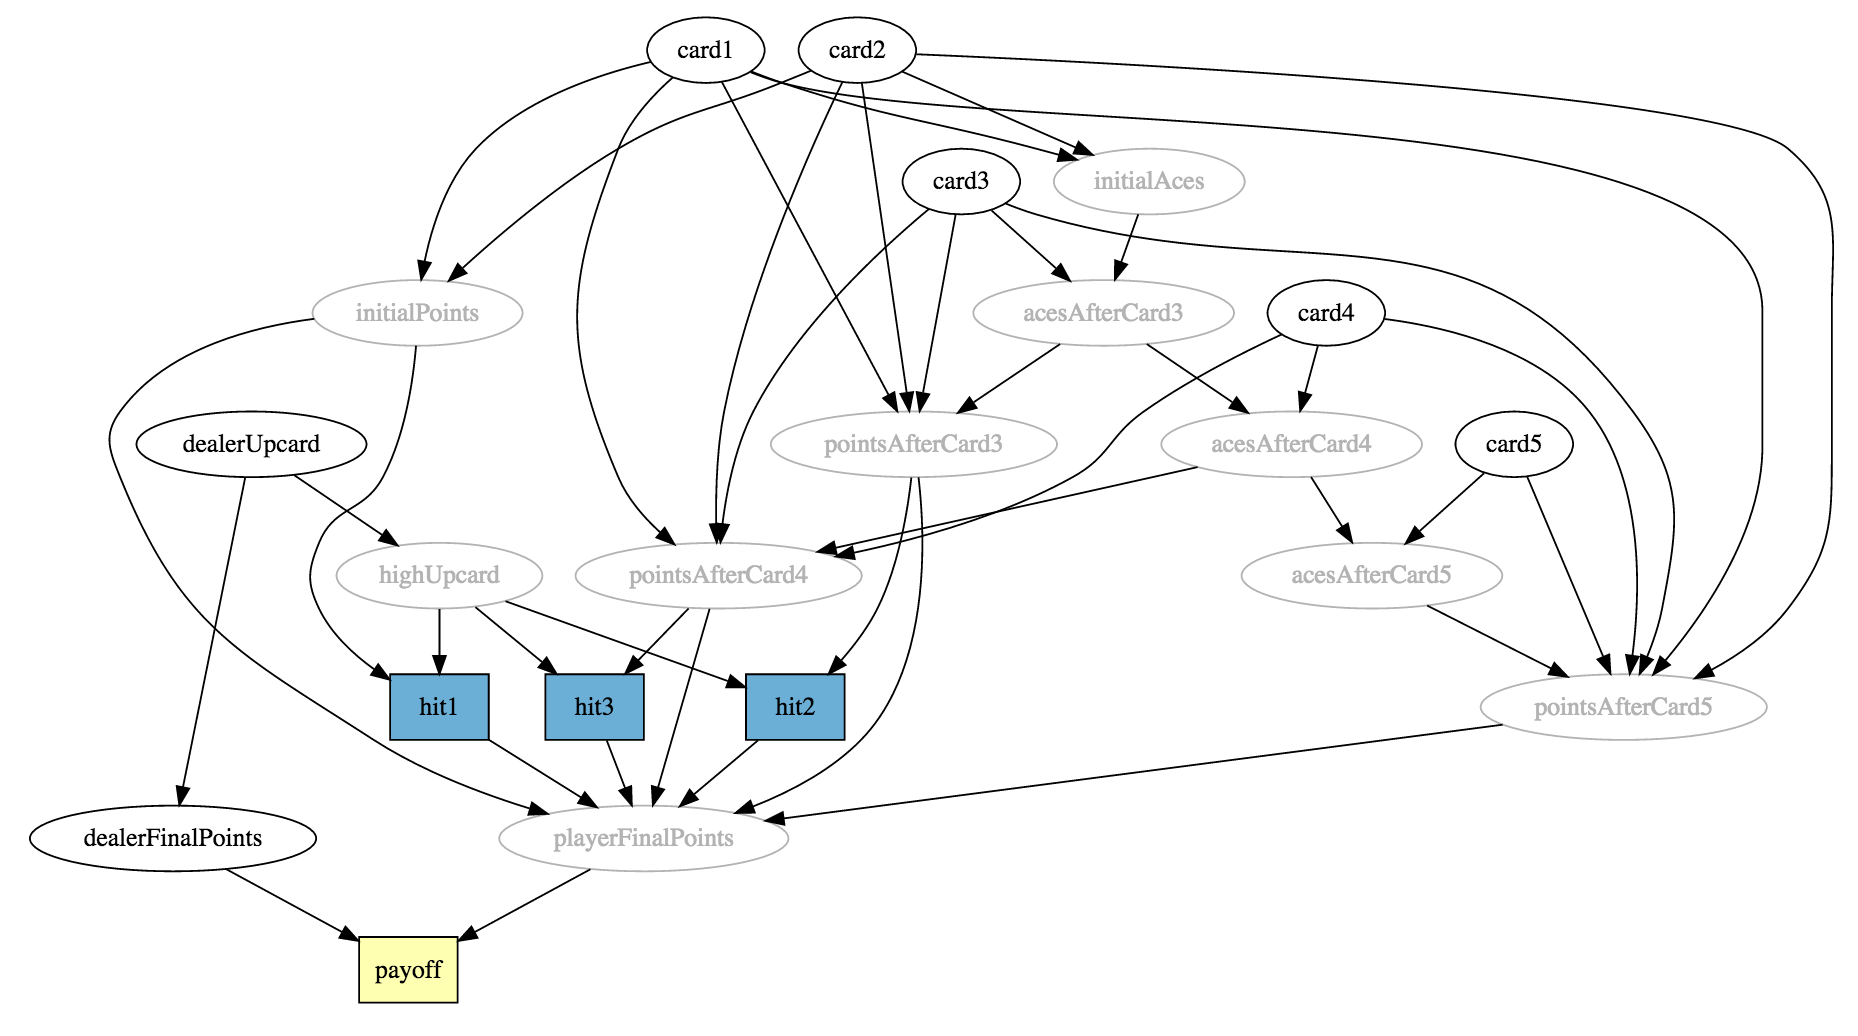 card1
card2
card3
initialAces
initialPoints
acesAfterCard3
card4
dealerUpcard
pointsAfterCard3
acesAfterCard4
card5
highUpcard
pointsAfterCard4
acesAfterCard5
hit1
hit3
hit2
pointsAfterCard5
dealerFinalPoints
playerFinalPoints
payoff